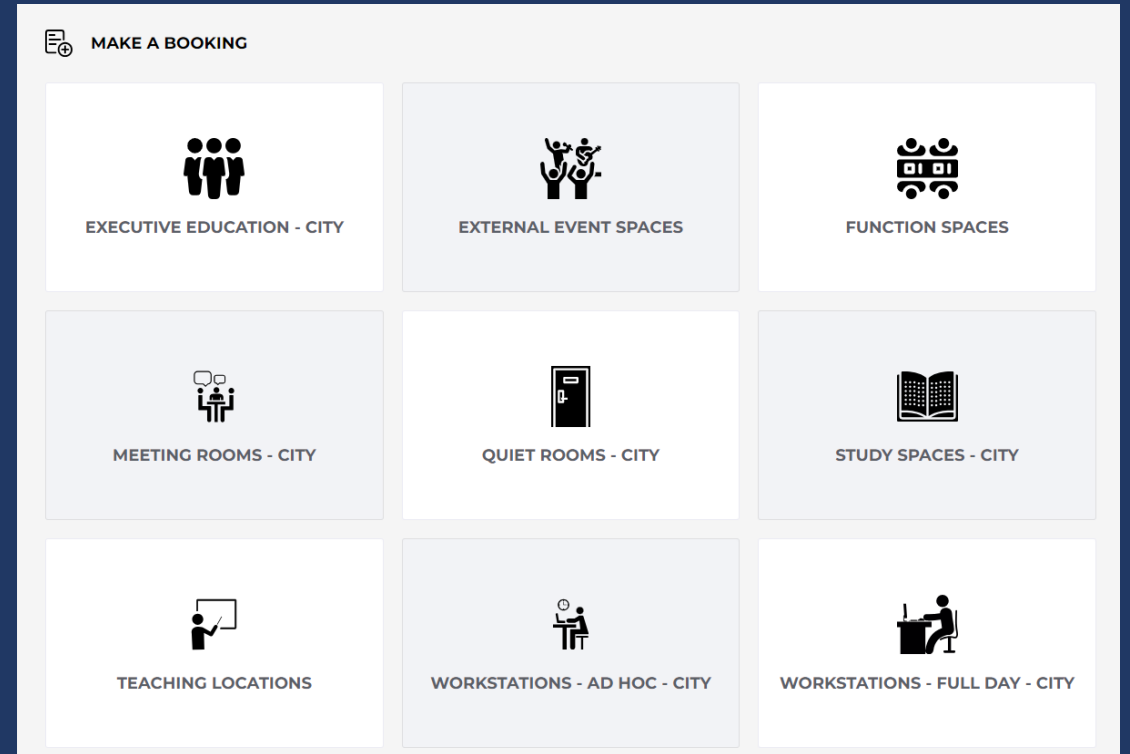 MAKE A BOOKING
EXECUTIVE EDUCATION - CITY
EXTERNAL EVENT SPACES
FUNCTION SPACES
MEETING ROOMS - CITY
QUIET ROOMS - CITY
STUDY SPACES - CITY
TEACHING LOCATIONS
WORKSTATIONS - AD HOC - CITY
WORKSTATIONS - FULL DAY - CITY